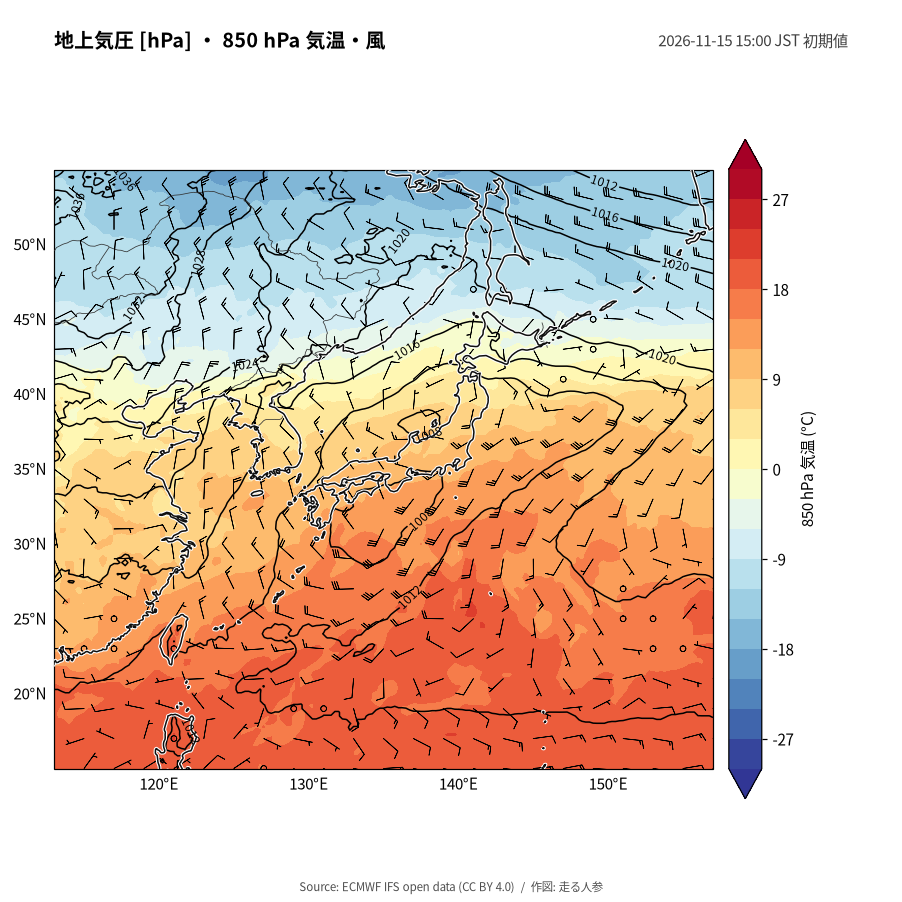 地上気圧 [hPa] ・ 850 hPa 気温・風
2026-11-15 15:00 JST 初期値
1036
1012
1016
1020
1020
1028
1032
1024
1016
1020
1008
1008
1012
50°N
45°N
40°N
35°N
30°N
25°N
20°N
120°E
130°E
140°E
150°E
27
18
9
0
-9
-18
-27
850 hPa 気温 (°C)
Source: ECMWF IFS open data (CC BY 4.0) / 作図: 走る人参